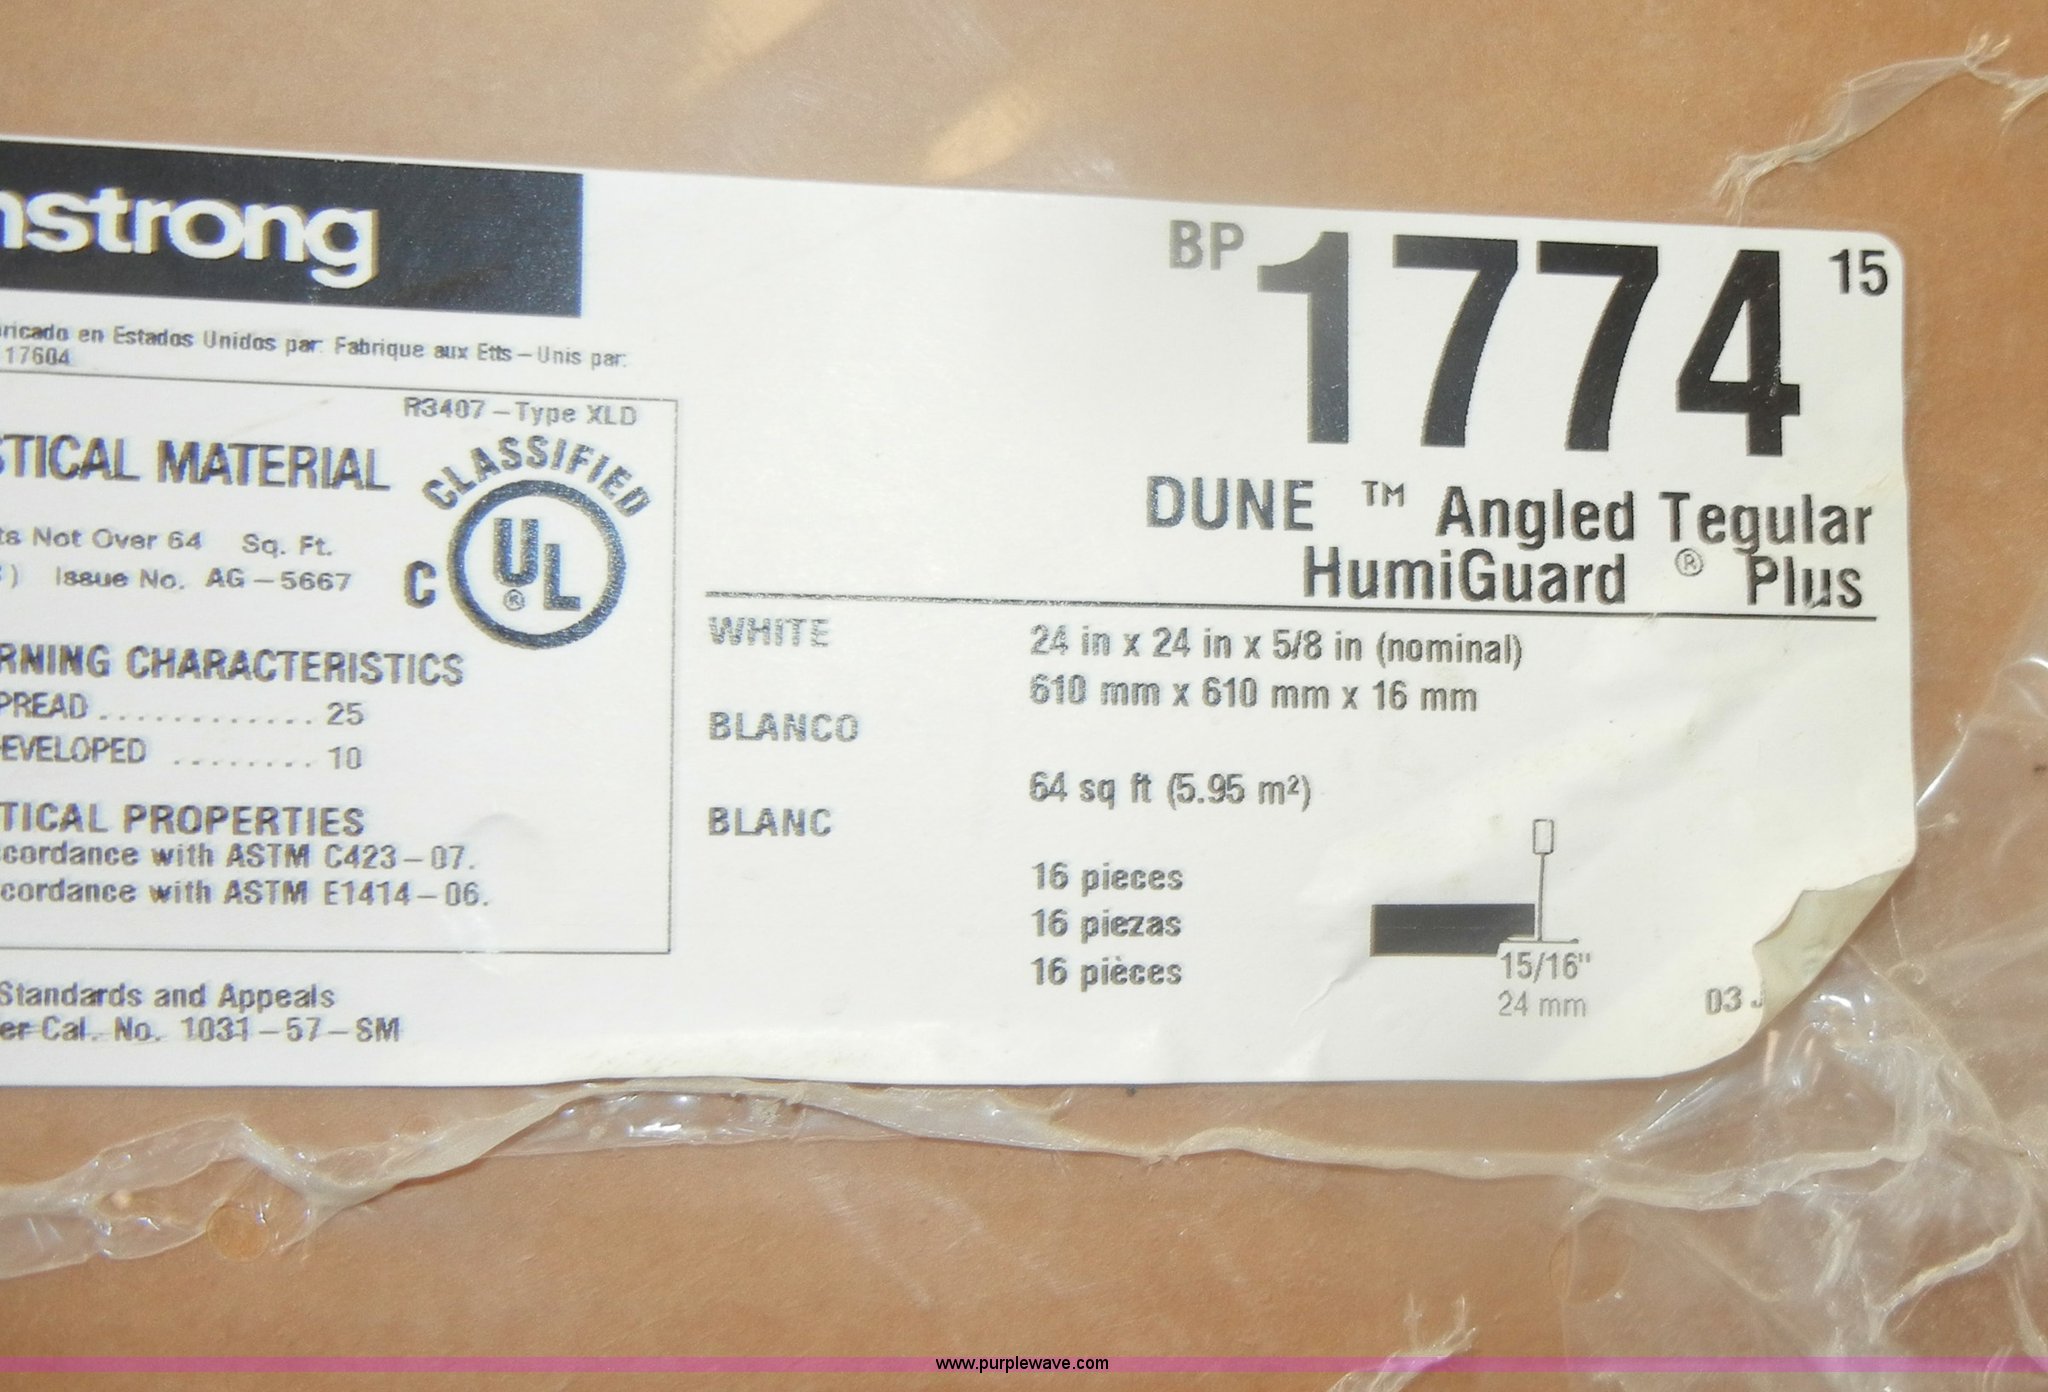 mstrong
ricado en Estados Unidos par: Fabrique aux Etts-Unis par:
17604
R3407-Type XLD
STICAL MATERIAL
CLASSIFIED
C UL ®
ts Not Over 64 Sq. Ft.
) Issue No. AG-5667
RNING CHARACTERISTICS
PREAD ............. 25
EVELOPED ........ 10
TICAL PROPERTIES
cordance with ASTM C423-07.
cordance with ASTM E1414-06.
Standards and Appeals
er Cal. No. 1031-57-SM
BP 1774 15
DUNE ™ Angled Tegular
HumiGuard ® Plus
WHITE
BLANCO
BLANC
24 in x 24 in x 5/8 in (nominal)
610 mm x 610 mm x 16 mm
64 sq ft (5.95 m²)
16 pieces
16 piezas
16 pièces
15/16"
24 mm
03 J
www.purplewave.com